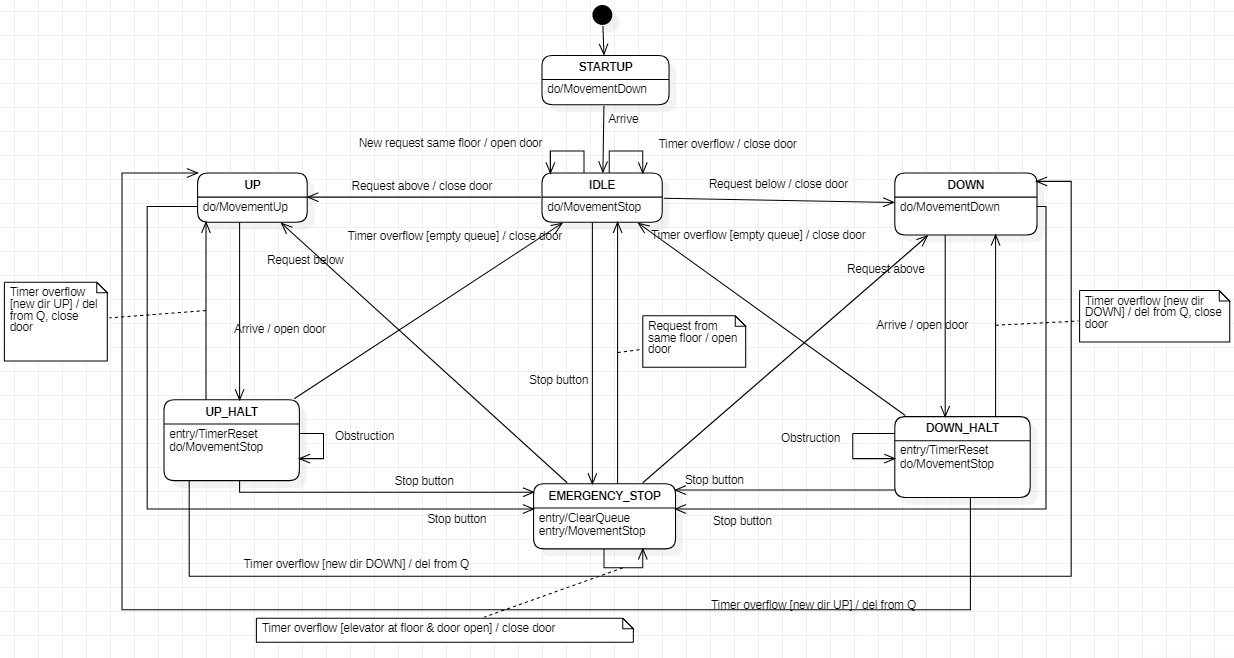 STARTUP
do/MovementDown
Arrive
New request same floor / open door
Timer overflow / close door
UP
do/MovementUp
Request above / close door
IDLE
do/MovementStop
Request below / close door
DOWN
do/MovementDown
Timer overflow [empty queue] / close door
Timer overflow [empty queue] / close door
Request below
Request above
Timer overflow
[new dir UP] / del
from Q, close
door
Arrive / open door
Request from
same floor / open
door
Arrive / open door
Timer overflow [new dir
DOWN] / del from Q, close
door
Stop button
UP_HALT
entry/TimerReset
do/MovementStop
Obstruction
Obstruction
DOWN_HALT
entry/TimerReset
do/MovementStop
Stop button
Stop button
EMERGENCY_STOP
entry/ClearQueue
entry/MovementStop
Stop button
Stop button
Timer overflow [new dir DOWN] / del from Q
Timer overflow [new dir UP] / del from Q
Timer overflow [elevator at floor & door open] / close door